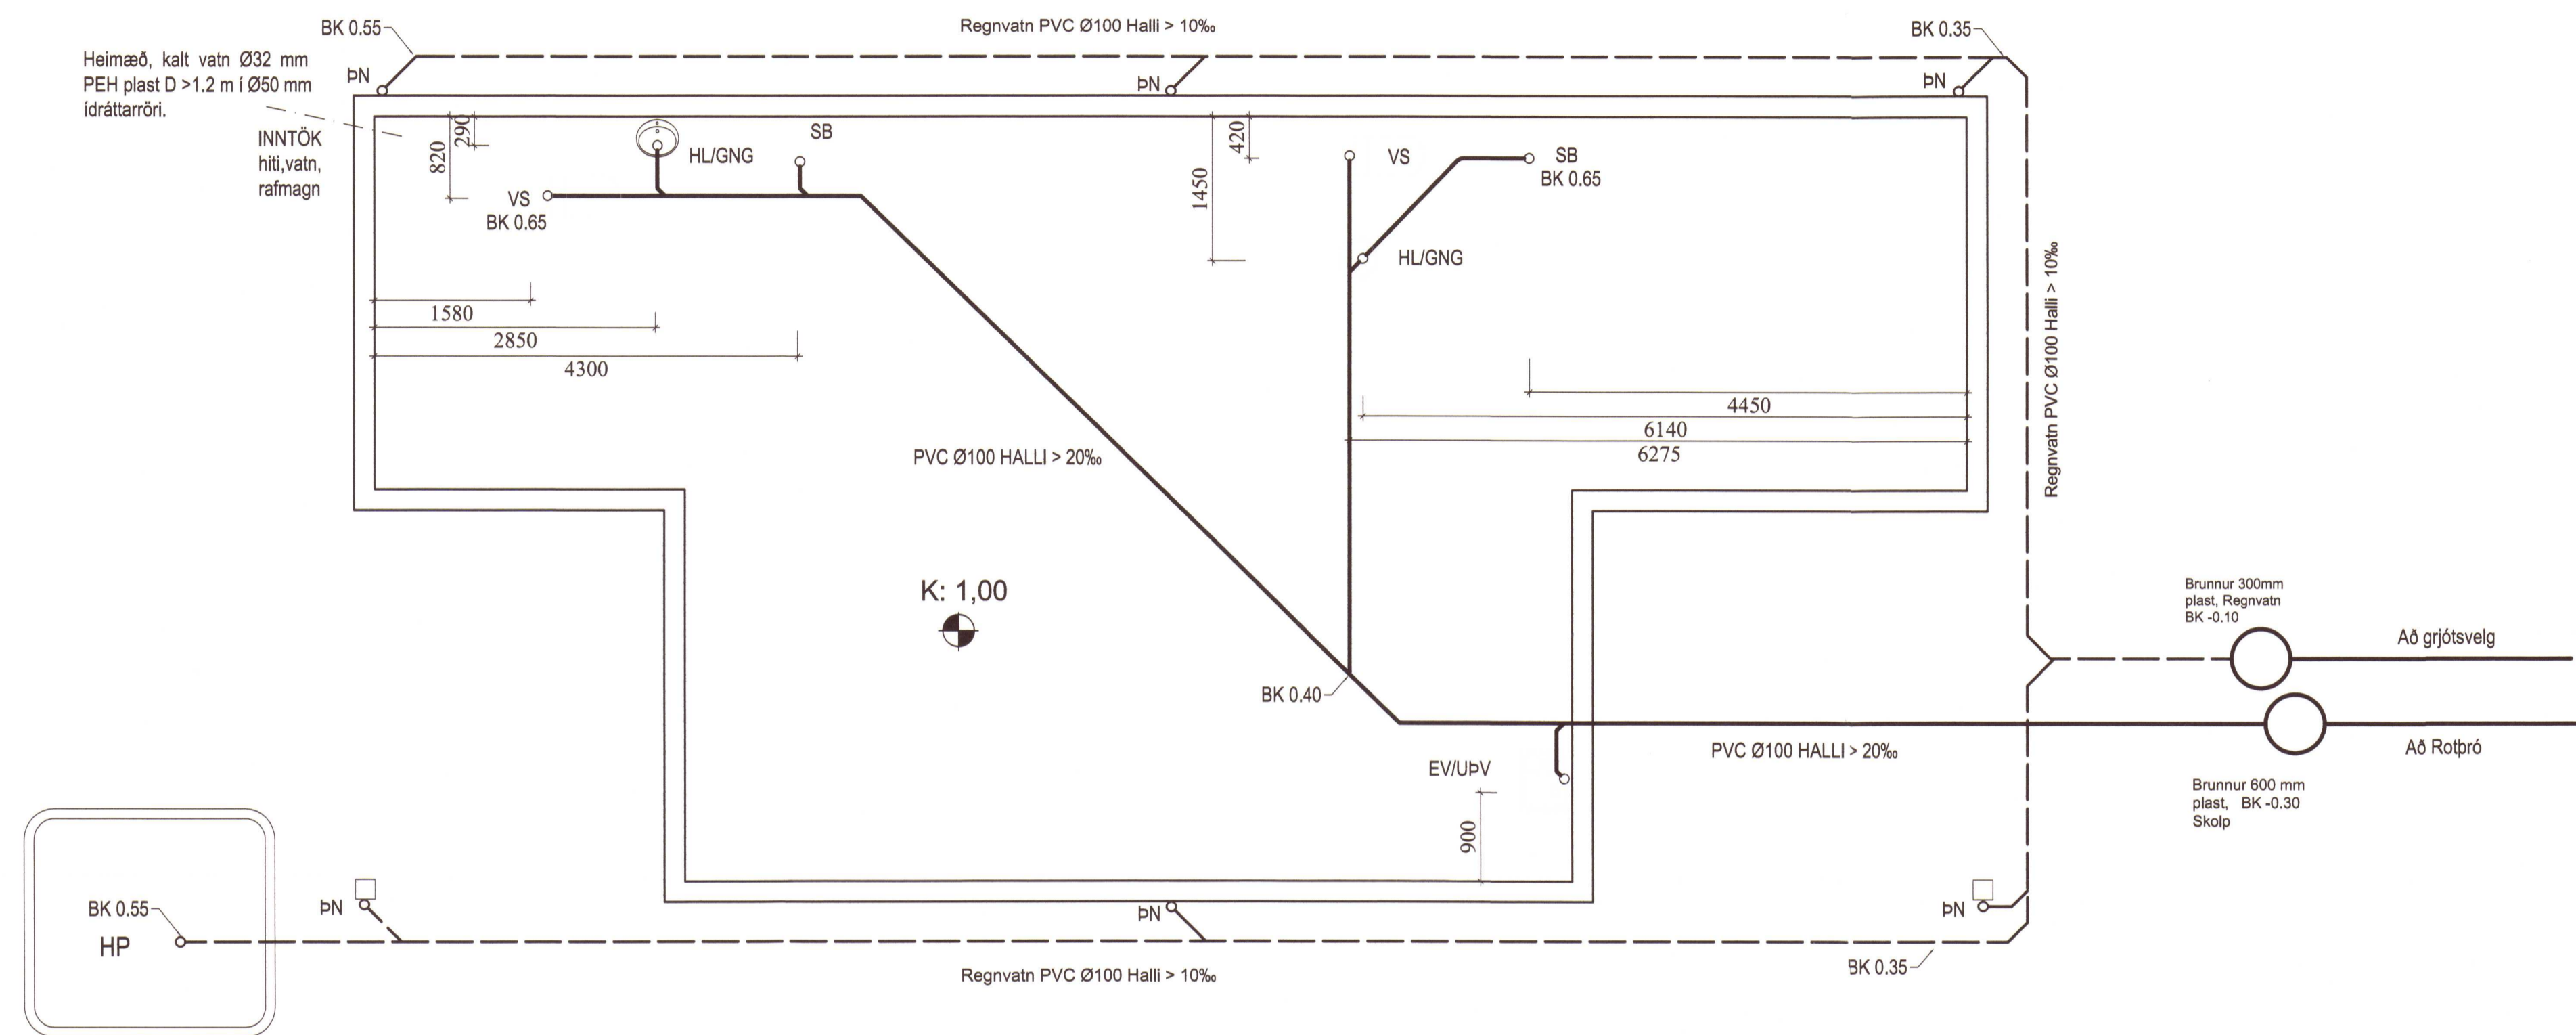 Regnvatn PVC Ø100 Halli > 10‰
BK 0.55
BK 0.35
Heimæð, kalt vatn Ø32 mm
PEH plast D >1.2 m í Ø50 mm
ídráttarröri.
ÞN
ÞN
ÞN
INNTÖK
hiti,vatn,
rafmagn
820
290
HL/GNG
SB
VS
BK 0.65
1450
420
VS
SB
BK 0.65
HL/GNG
1580
2850
4300
4450
6140
6275
Regnvatn PVC Ø100 Halli > 10‰
PVC Ø100 HALLI > 20‰
K: 1,00
Brunnur 300mm
plast, Regnvatn
BK -0.10
Að grjótsvelg
BK 0.40
PVC Ø100 HALLI > 20‰
Að Rotþró
EV/UÞV
Brunnur 600 mm
plast, BK -0.30
Skolp
900
BK 0.55
HP
ÞN
ÞN
ÞN
BK 0.35
Regnvatn PVC Ø100 Halli > 10‰